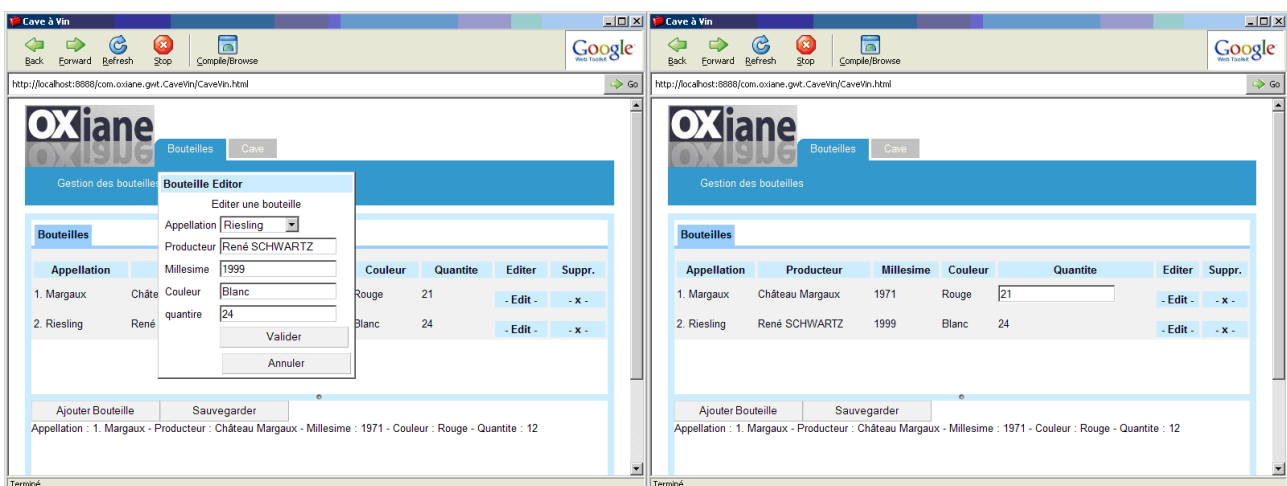 Cave à Vin
Back Forward Refresh Stop Compile/Browse
Google
Web Toolkit
http://localhost:8888/com.oxiane.gwt.CaveVin/CaveVin.html Go
OXiane
Bouteilles Cave
Gestion des bouteilles
Bouteille Editor
Editer une bouteille
Appellation Riesling
Producteur René SCHWARTZ
Millesime 1999
Couleur Blanc
quantire 24
Valider
Annuler
Bouteilles
Appellation Couleur Quantite Editer Suppr.
1. Margaux Châte Rouge 21 - Edit - - x -
2. Riesling René Blanc 24 - Edit - - x -
Ajouter Bouteille Sauvegarder
Appellation : 1. Margaux - Producteur : Château Margaux - Millesime : 1971 - Couleur : Rouge - Quantite : 12
Terminé
Cave à Vin
Back Forward Refresh Stop Compile/Browse
Google
Web Toolkit
http://localhost:8888/com.oxiane.gwt.CaveVin/CaveVin.html Go
OXiane
Bouteilles Cave
Gestion des bouteilles
Bouteilles
Appellation Producteur Millesime Couleur Quantite Editer Suppr.
1. Margaux Château Margaux 1971 Rouge 21 - Edit - - x -
2. Riesling René SCHWARTZ 1999 Blanc 24 - Edit - - x -
Ajouter Bouteille Sauvegarder
Appellation : 1. Margaux - Producteur : Château Margaux - Millesime : 1971 - Couleur : Rouge - Quantite : 12
Terminé